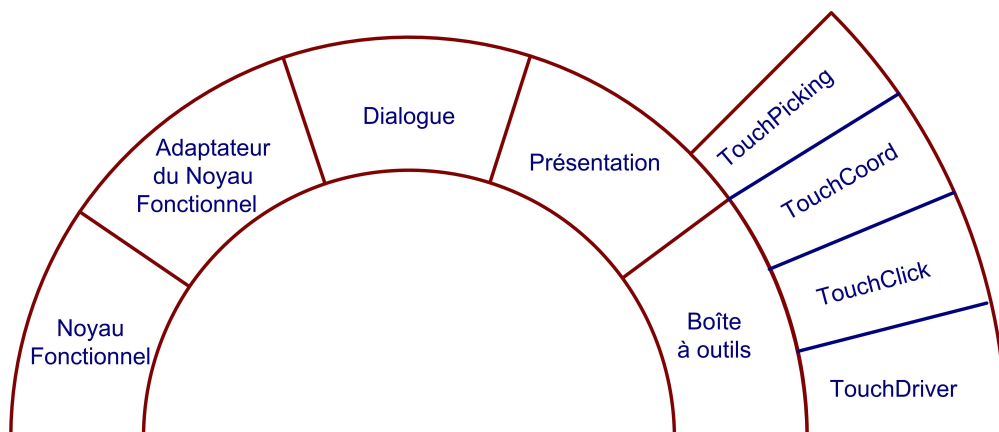 Noyau
Fonctionnel
Adaptateur
du Noyau
Fonctionnel
Dialogue
Présentation
Boîte
à outils
TouchPicking
TouchCoord
TouchClick
TouchDriver